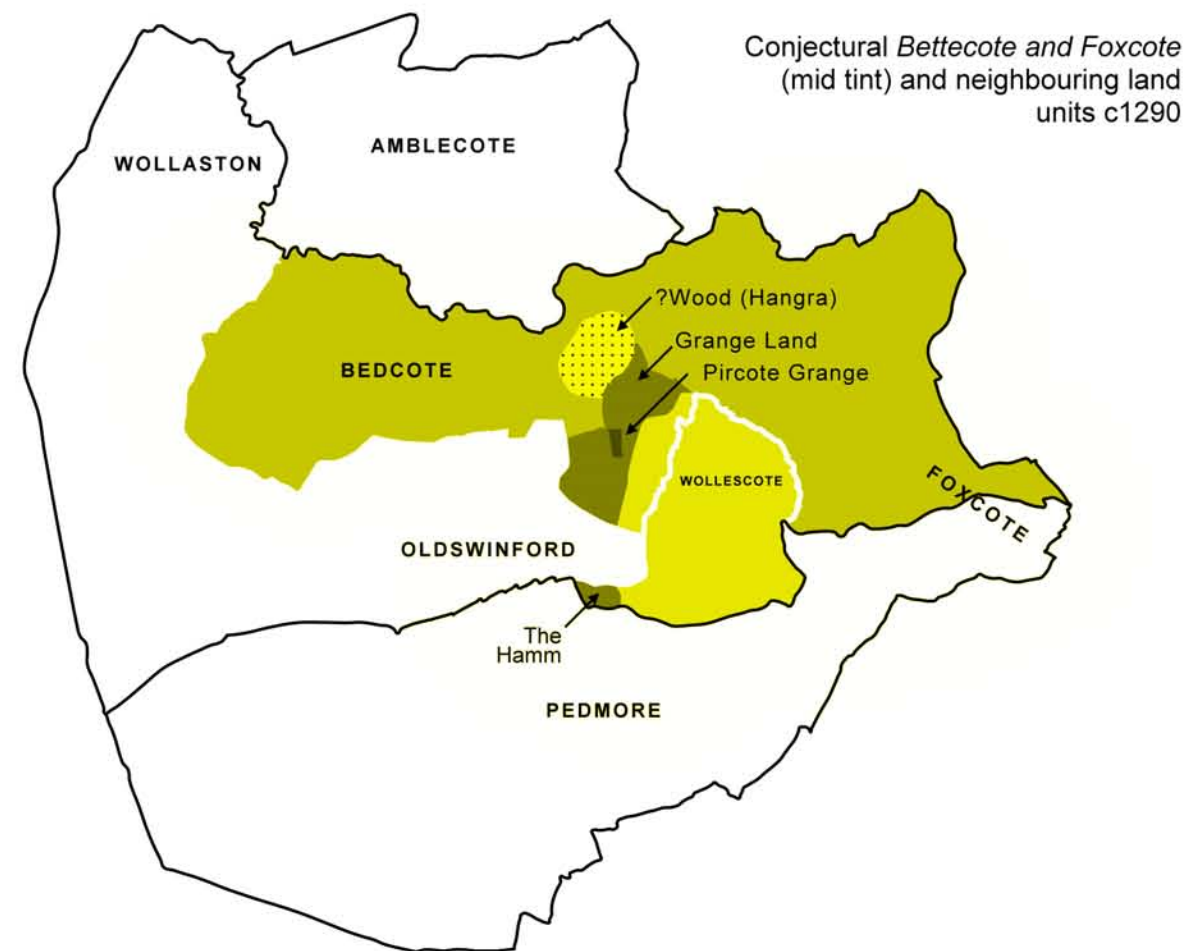 Conjectural Bettecote and Foxcote
(mid tint) and neighbouring land
units c1290
WOLLASTON
AMBLECOTE
?Wood (Hangra)
Grange Land
Pircote Grange
BEDCOTE
WOLLESCOTE
FOXCOTE
OLDSWINFORD
The
Hamm
PEDMORE